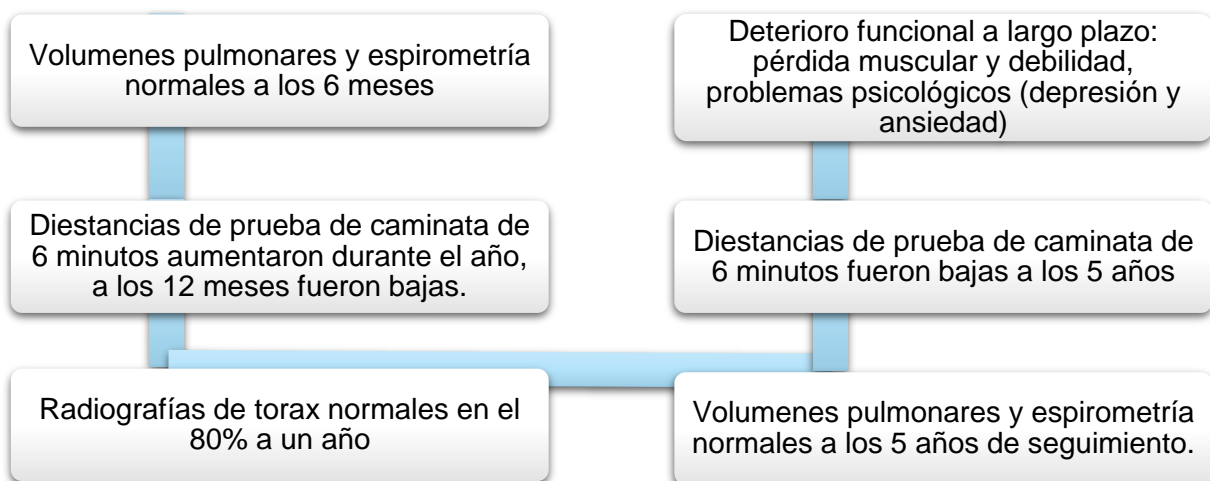 Volumenes pulmonares y espirometría
normales a los 6 meses
Diestancias de prueba de caminata de
6 minutos aumentaron durante el año,
a los 12 meses fueron bajas.
Radiografías de torax normales en el
80% a un año
Volumenes pulmonares y espirometría
normales a los 5 años de seguimiento.
Diestancias de prueba de caminata de
6 minutos fueron bajas a los 5 años
Deterioro funcional a largo plazo:
pérdida muscular y debilidad,
problemas psicológicos (depresión y
ansiedad)